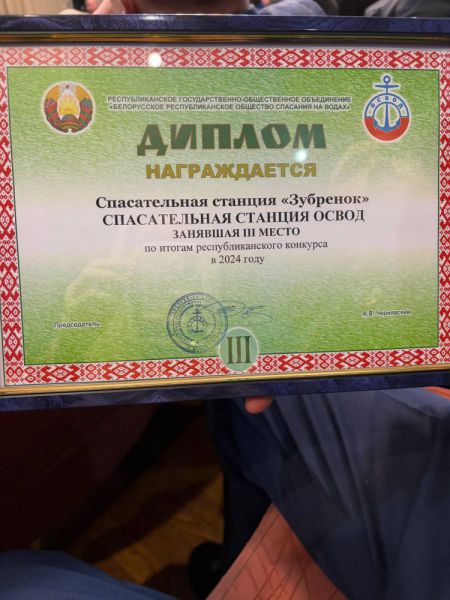 РЕСПУБЛИКАНСКОЕ ГОСУДАРСТВЕННО-ОБЩЕСТВЕННОЕ ОБЪЕДИНЕНИЕ
«БЕЛОРУССКОЕ РЕСПУБЛИКАНСКОЕ ОБЩЕСТВО СПАСАНИЯ НА ВОДАХ»
ОСВОД
ДИПЛОМ
НАГРАЖДАЕТСЯ
Спасательная станция «Зубренок»
СПАСАТЕЛЬНАЯ СТАНЦИЯ ОСВОД
ЗАНЯВШАЯ III МЕСТО
по итогам республиканского конкурса
в 2024 году
Председатель
А.В. Чернявский
III